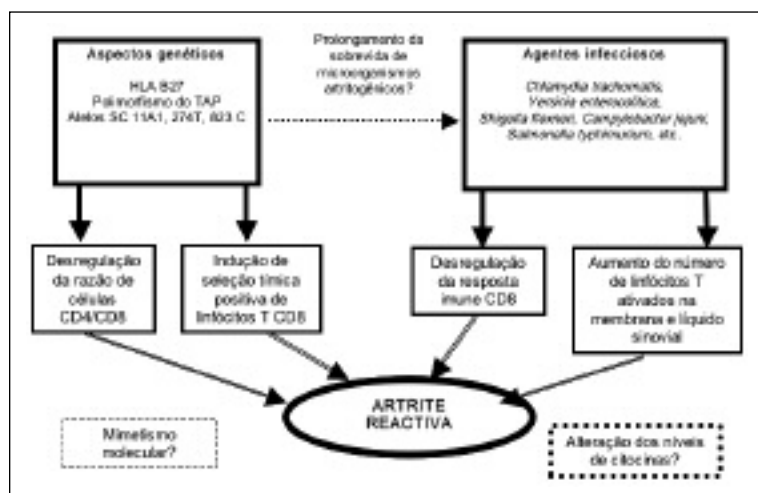 Aspectos genéticos
HLA B27
Polimorfismo do TAP
Alelos SC 11A1, 274T, 823 C
Prolongamento da
sobrevida de
microorganismos
artritogênicos?
Agentes infecciosos
Chlamydia trachomatis,
Yersinia enterocolitica,
Shigella flexneri, Campylobacter jejuni,
Salmonella typhimurium, etc.
Desregulação
da razão de
células
CD4/CD8
Indução de
seleção tímica
positiva de
linfócitos T CD8
Desregulação
da resposta
imune CD8
Aumento do número
de linfócitos T
ativados na
membrana e líquido
sinovial
ARTRITE
REACTIVA
Mimetismo
molecular?
Alteração dos níveis
de citocinas?